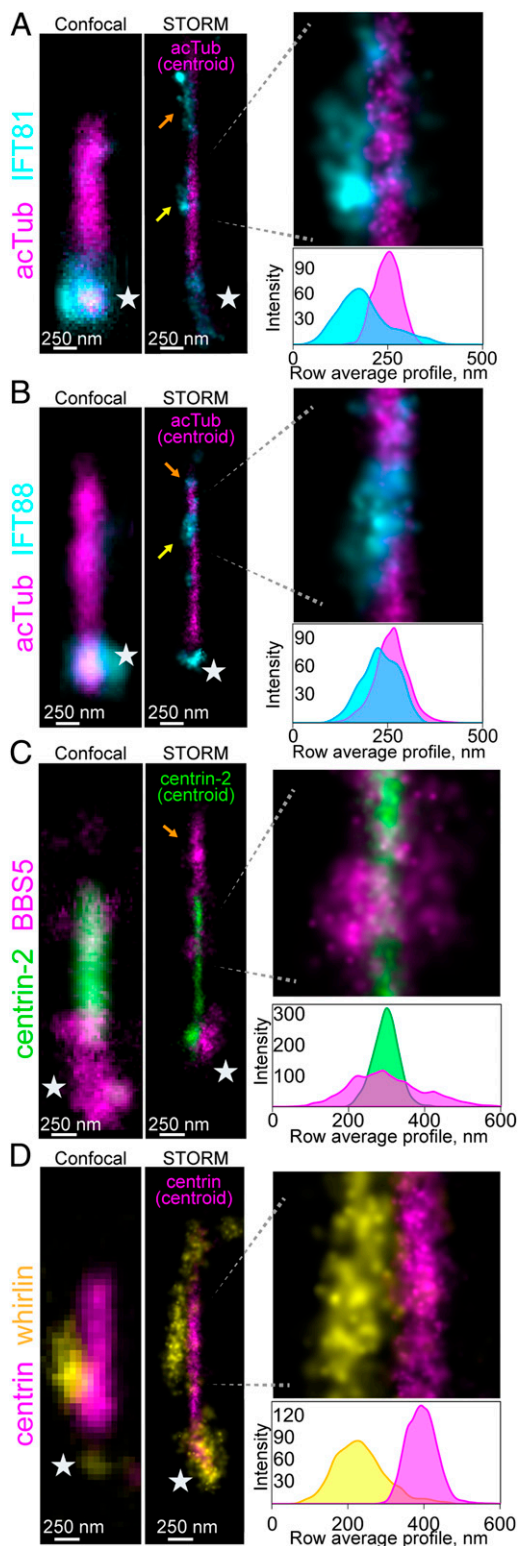 A
Confocal
STORM
acTub
(centroid)
acTub IFT81
250 nm
250 nm
Intensity
90
60
30
0
250
500
Row average profile, nm
B
Confocal
STORM
acTub
(centroid)
acTub IFT88
250 nm
250 nm
Intensity
90
60
30
0
250
500
Row average profile, nm
C
Confocal
STORM
centrin-2
(centroid)
centrin-2 BBS5
250 nm
250 nm
Intensity
300
200
100
0
200
400
600
Row average profile, nm
D
Confocal
STORM
centrin
(centroid)
centrin whirlin
250 nm
250 nm
Intensity
120
90
60
30
0
200
400
600
Row average profile, nm